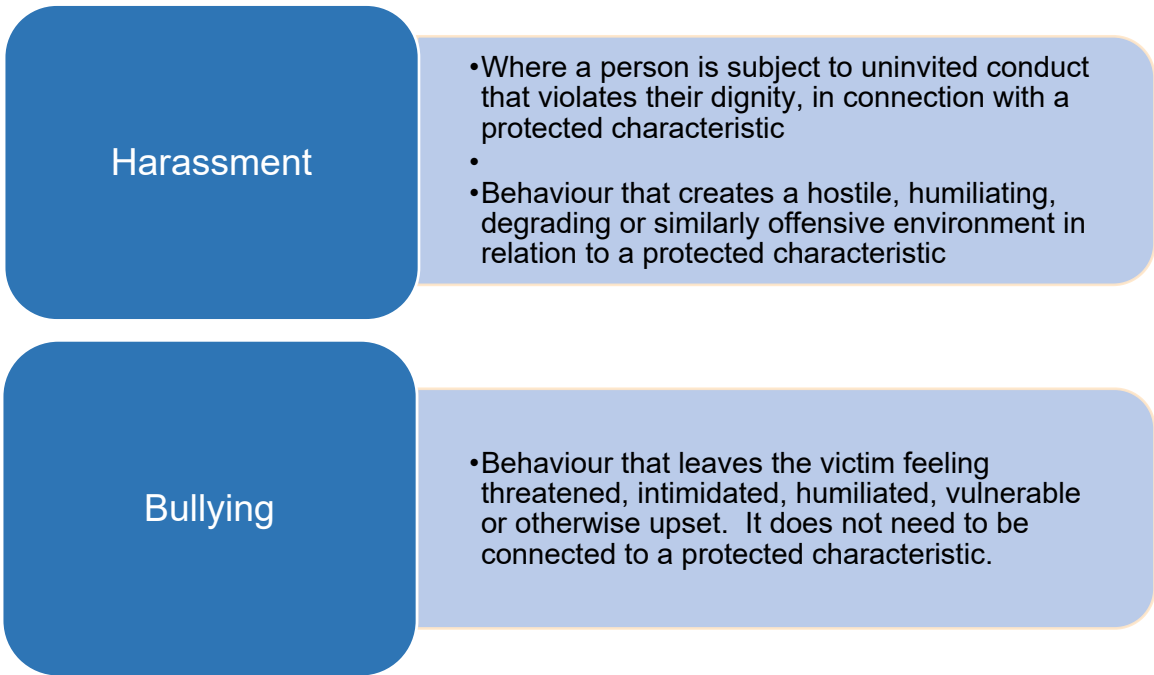 Harassment
•Where a person is subject to uninvited conduct
that violates their dignity, in connection with a
protected characteristic
•
•Behaviour that creates a hostile, humiliating,
degrading or similarly offensive environment in
relation to a protected characteristic
Bullying
•Behaviour that leaves the victim feeling
threatened, intimidated, humiliated, vulnerable
or otherwise upset.  It does not need to be
connected to a protected characteristic.